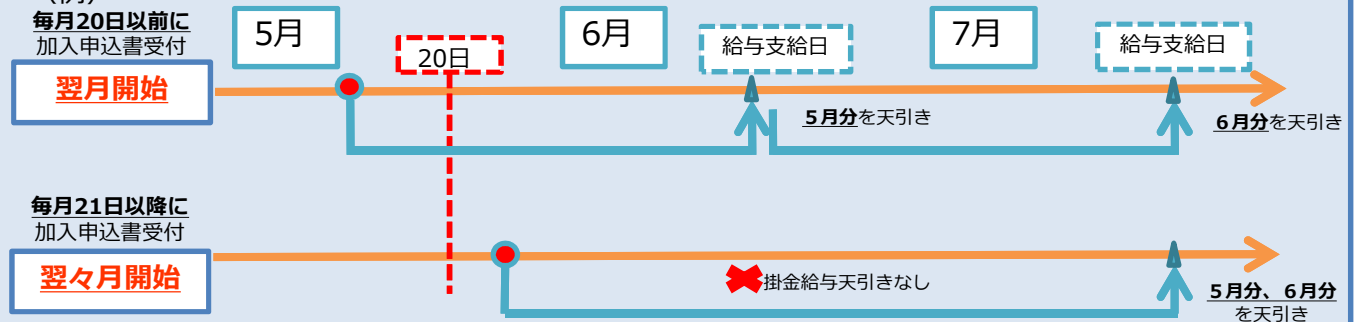 毎月20日以前に
加入申込書受付
翌月開始
5月
20日
6月
給与支給日
7月
給与支給日
５月分を天引き
６月分を天引き
毎月21日以降に
加入申込書受付
翌々月開始
掛金給与天引きなし
５月分、６月分
を天引き